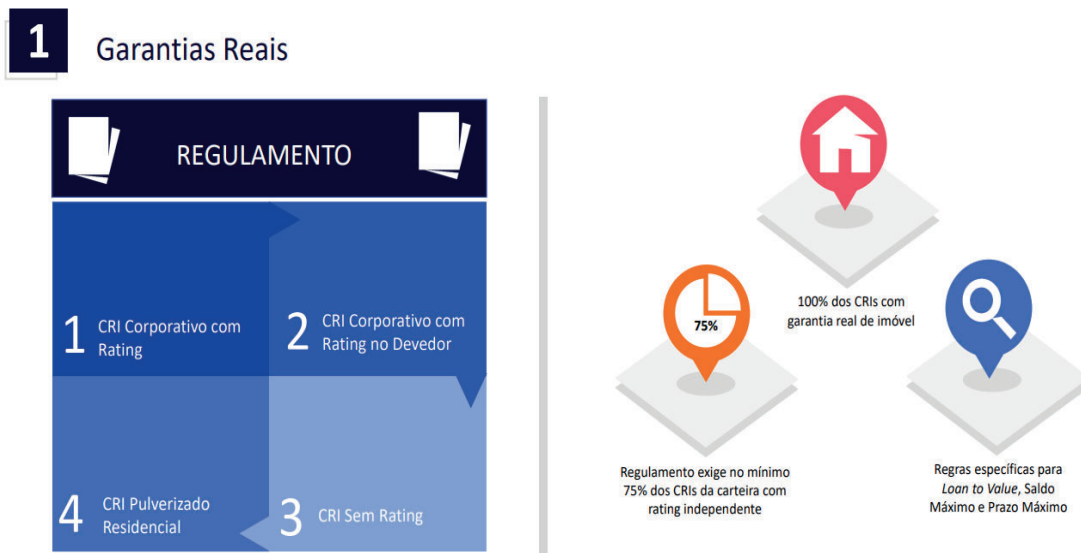 1
Garantias Reais
REGULAMENTO
1
CRI Corporativo com
Rating
2
CRI Corporativo com
Rating no Devedor
4
CRI Pulverizado
Residencial
3
CRI Sem Rating
100% dos CRIs com
garantia real de imóvel
75%
Regulamento exige no mínimo
75% dos CRIs da carteira com
rating independente
Regras específicas para
Loan to Value, Saldo
Máximo e Prazo Máximo